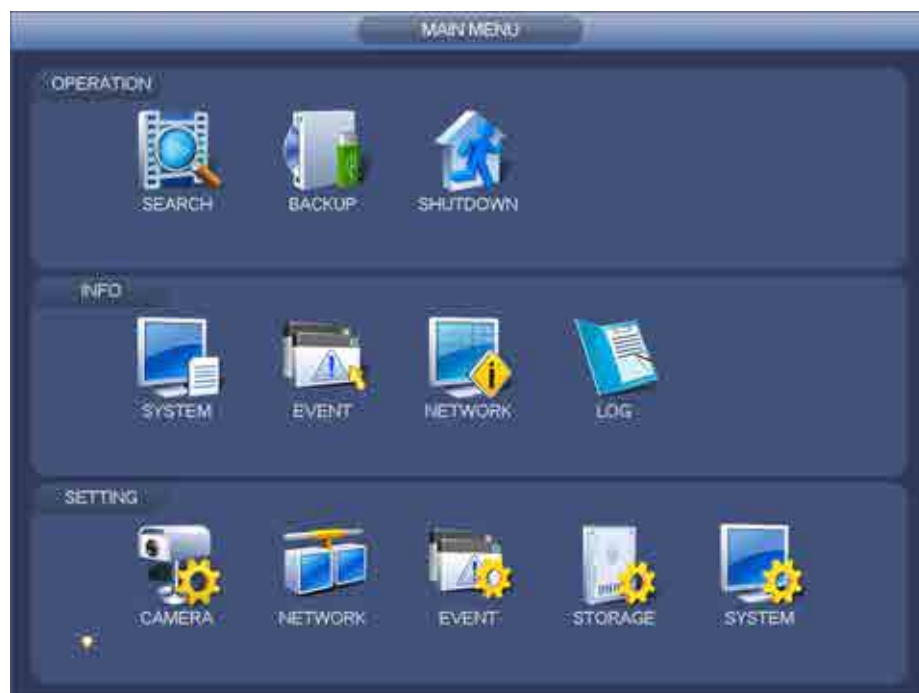 MAIN MENU
OPERATION
SEARCH BACKUP SHUTDOWN
INFO
SYSTEM EVENT NETWORK LOG
SETTING
CAMERA NETWORK EVENT STORAGE SYSTEM